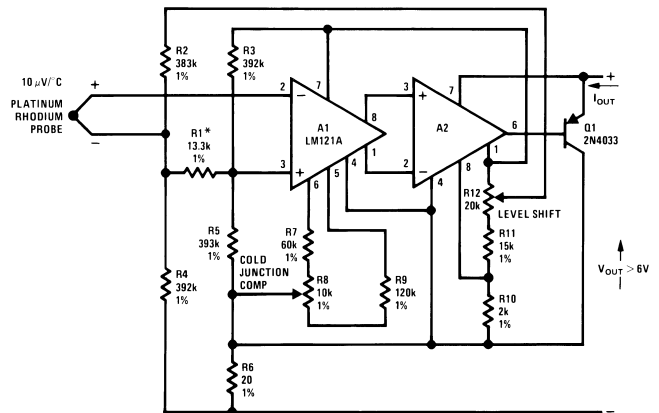 R2
383k
1%
R3
392k
1%
10 μV/°C
PLATINUM
RHODIUM
PROBE
+
−
R1*
13.3k
1%
2
−
7
A1
LM121A
8
1
3
+
4
5
6
3
+
7
A2
6
2
−
1
8
4
+
IOUT
Q1
2N4033
R12
20k
LEVEL SHIFT
R11
15k
1%
R10
2k
1%
VOUT > 6V
R5
393k
1%
COLD
JUNCTION
COMP
R7
60k
1%
R8
10k
1%
R9
120k
1%
R4
392k
1%
R6
20
1%
−